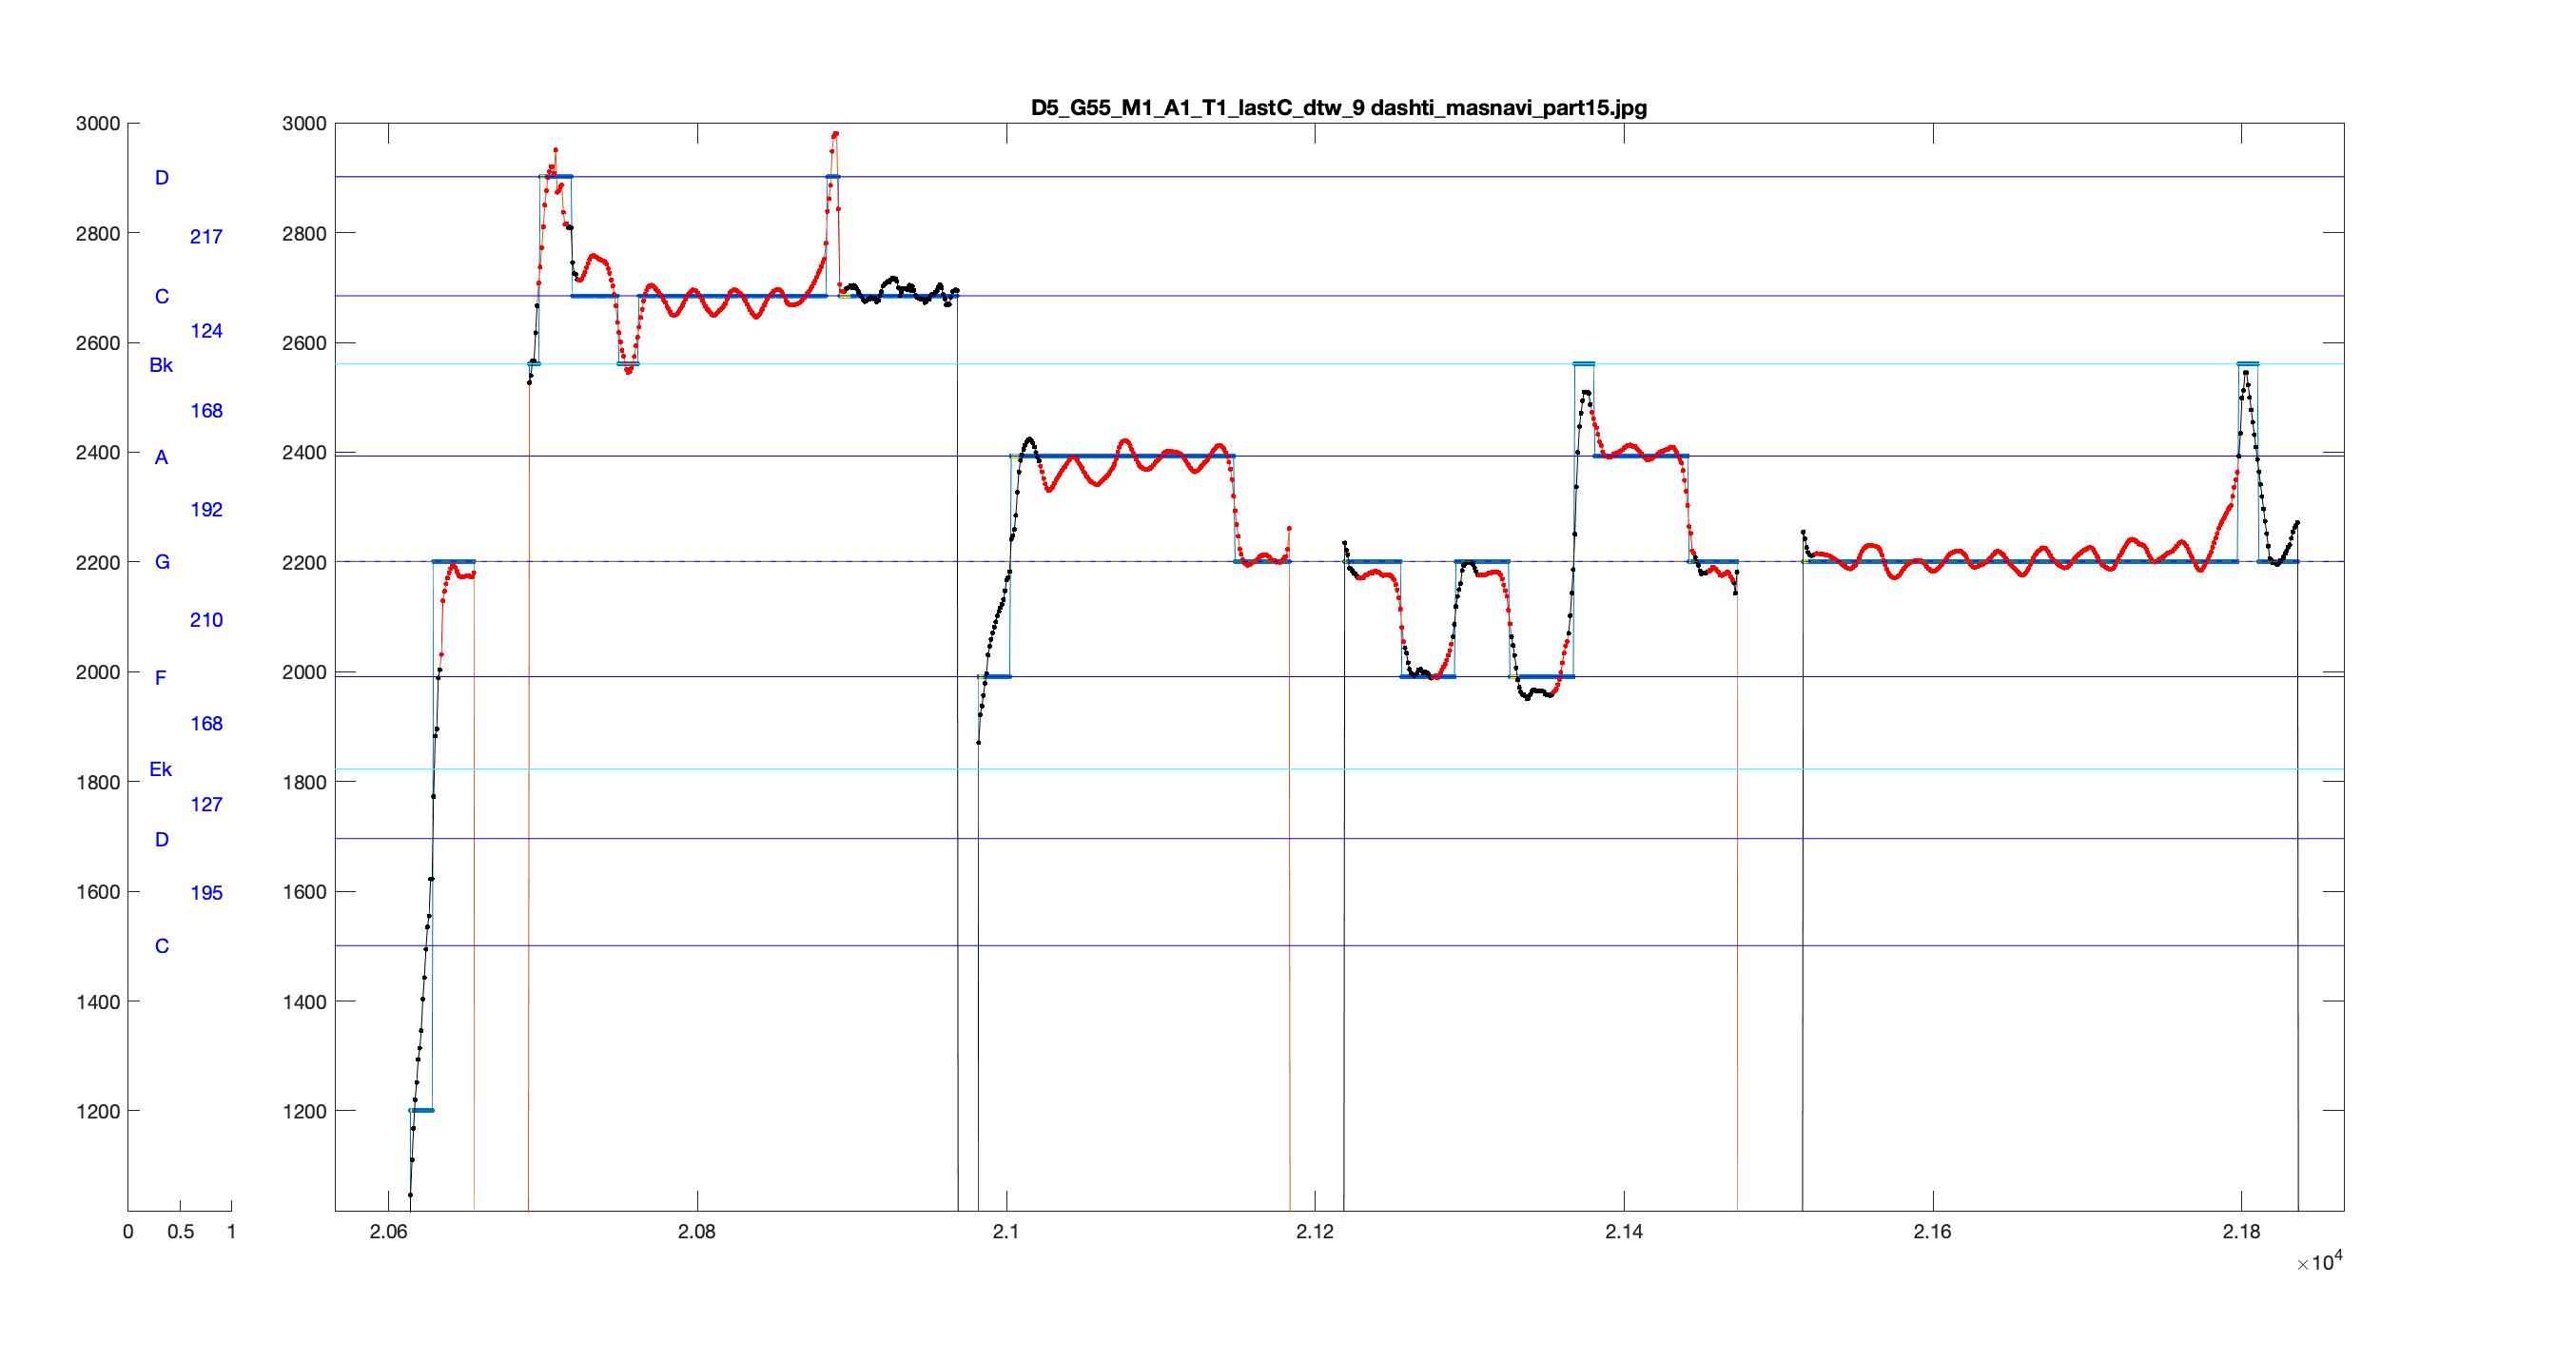 D5_G55_M1_A1_T1_lastC_dtw_9 dashti_masnavi_part15.jpg
3000
2800
2600
2400
2200
2000
1800
1600
1400
1200
0 0.5 1
D
217
C
124
Bk
168
A
192
G
210
F
168
Ek
127
D
195
C
3000
2800
2600
2400
2200
2000
1800
1600
1400
1200
2.06 2.08 2.1 2.12 2.14 2.16 2.18
×10⁴